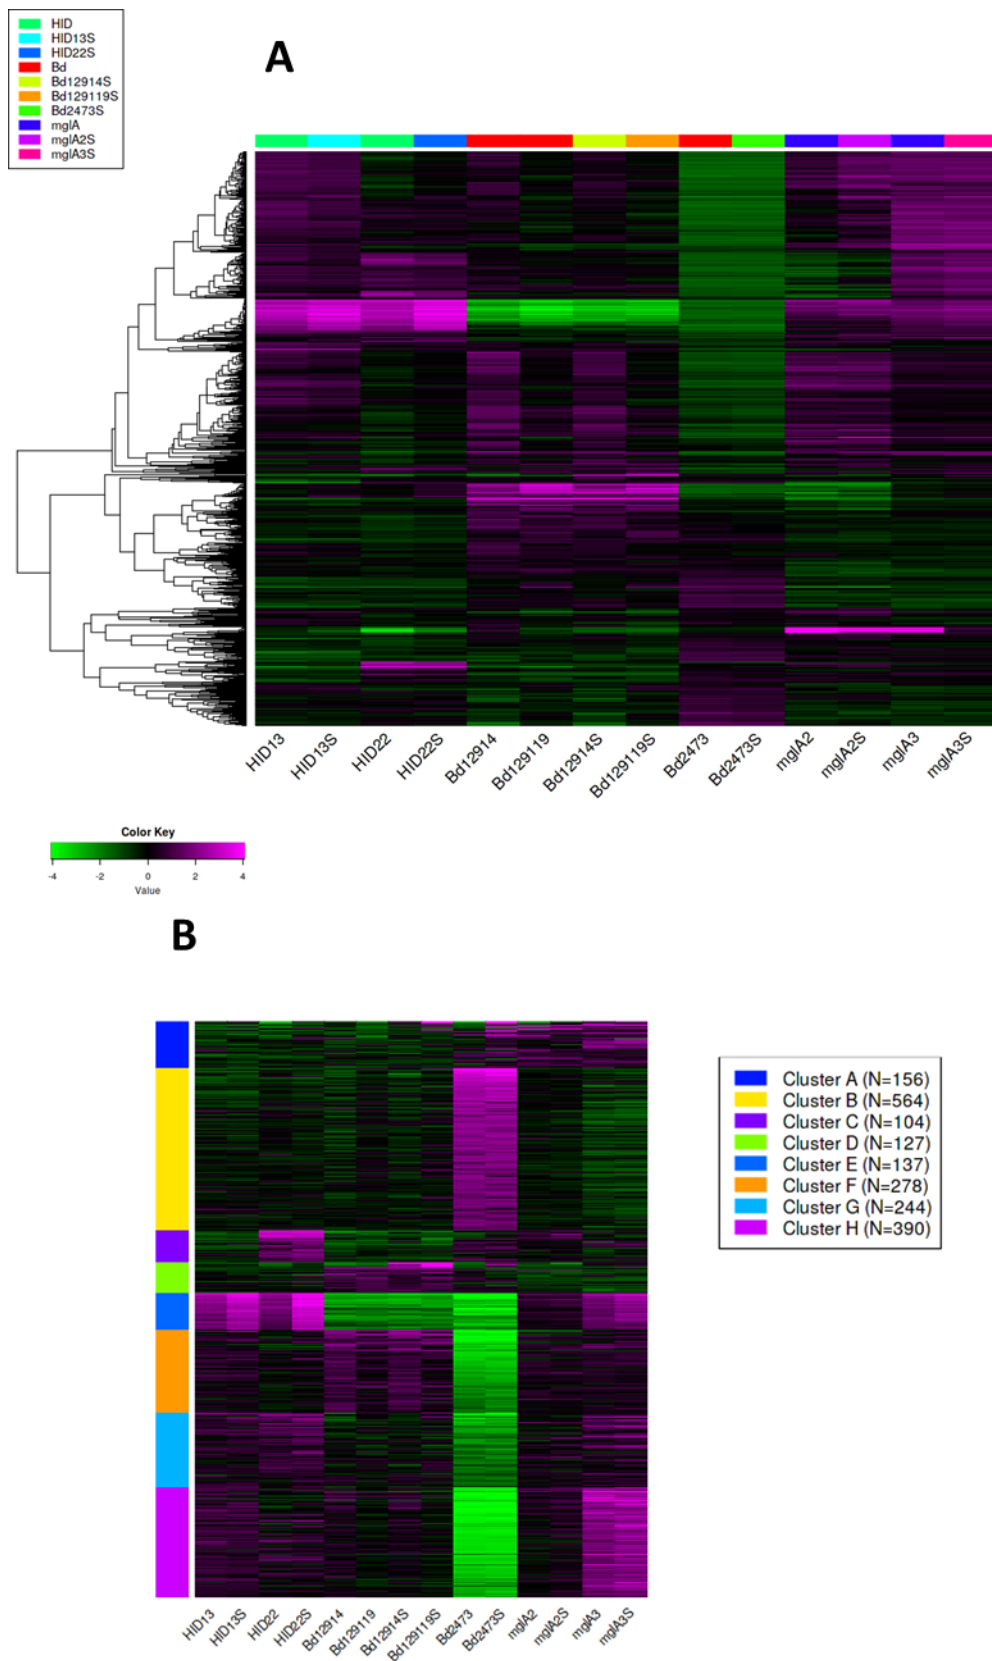 HID
HID13S
HID22S
Bd
Bd12914S
Bd129119S
Bd2473S
mglA
mglA2S
mglA3S
A
HID13
HID13S
HID22
HID22S
Bd12914
Bd129119
Bd12914S
Bd129119S
Bd2473
Bd2473S
mglA2
mglA2S
mglA3
mglA3S
Color Key
-4 -2 0 2 4
Value
B
Cluster A (N=156)
Cluster B (N=564)
Cluster C (N=104)
Cluster D (N=127)
Cluster E (N=137)
Cluster F (N=278)
Cluster G (N=244)
Cluster H (N=390)
HID13
HID13S
HID22
HID22S
Bd12914
Bd129119
Bd12914S
Bd129119S
Bd2473
Bd2473S
mglA2
mglA2S
mglA3
mglA3S